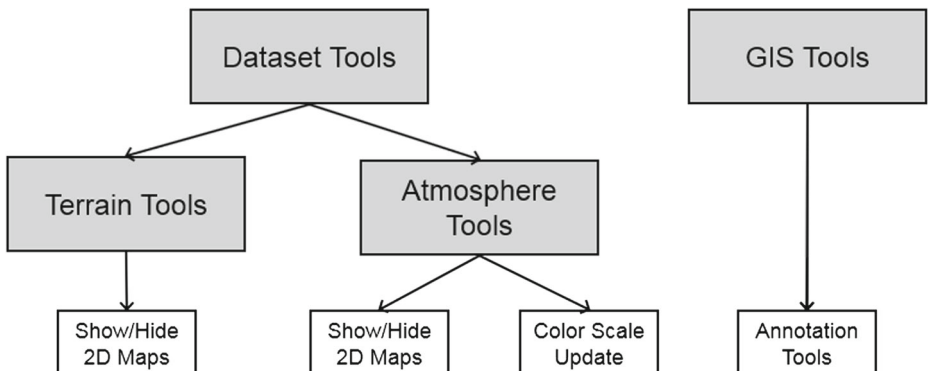 Dataset Tools
GIS Tools
Terrain Tools
Atmosphere
Tools
Show/Hide
2D Maps
Show/Hide
2D Maps
Color Scale
Update
Annotation
Tools